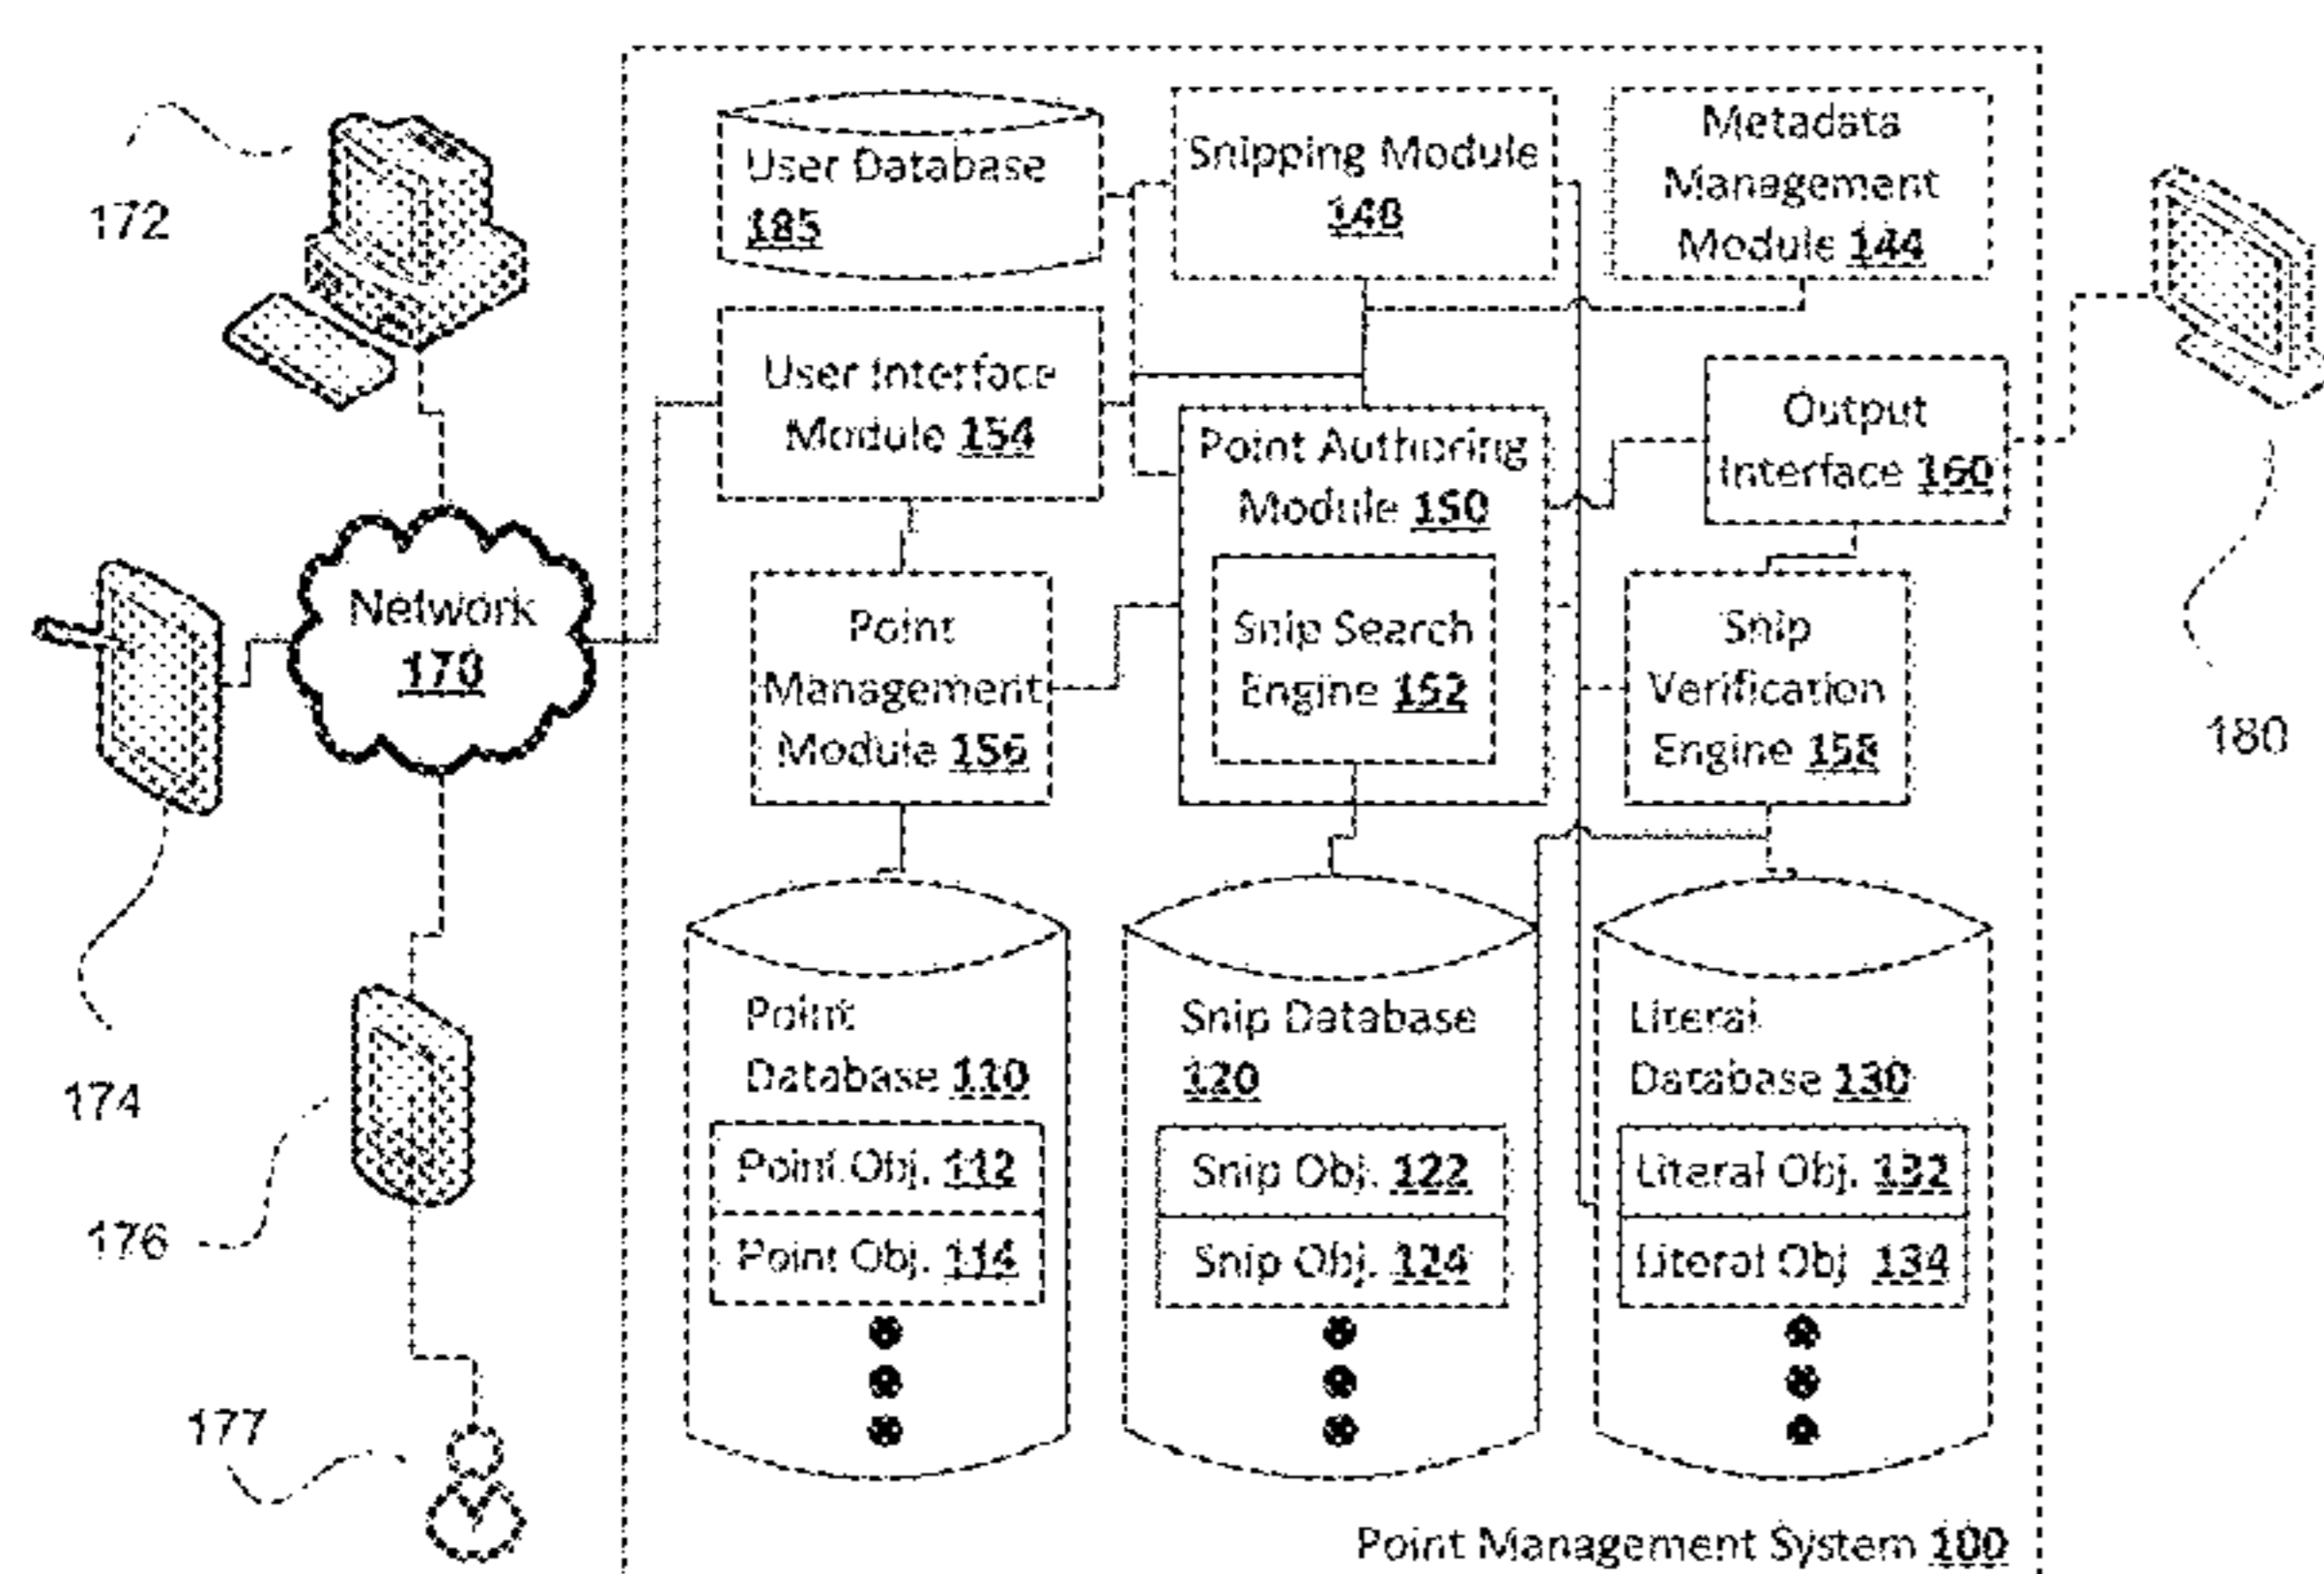 172
User Database
185
Snipping Module
140
Metadata
Management
Module 144
User Interface
Module 154
Point Authoring
Module 150
Output
Interface 160
Network
170
Point
Management
Module 156
Snip Search
Engine 152
Snip
Verification
Engine 158
180
174
176
177
Point
Database 110
Point Obj. 112
Point Obj. 114
Snip Database
120
Snip Obj. 122
Snip Obj. 124
Literal
Database 130
Literal Obj. 132
Literal Obj 134
Point Management System 100